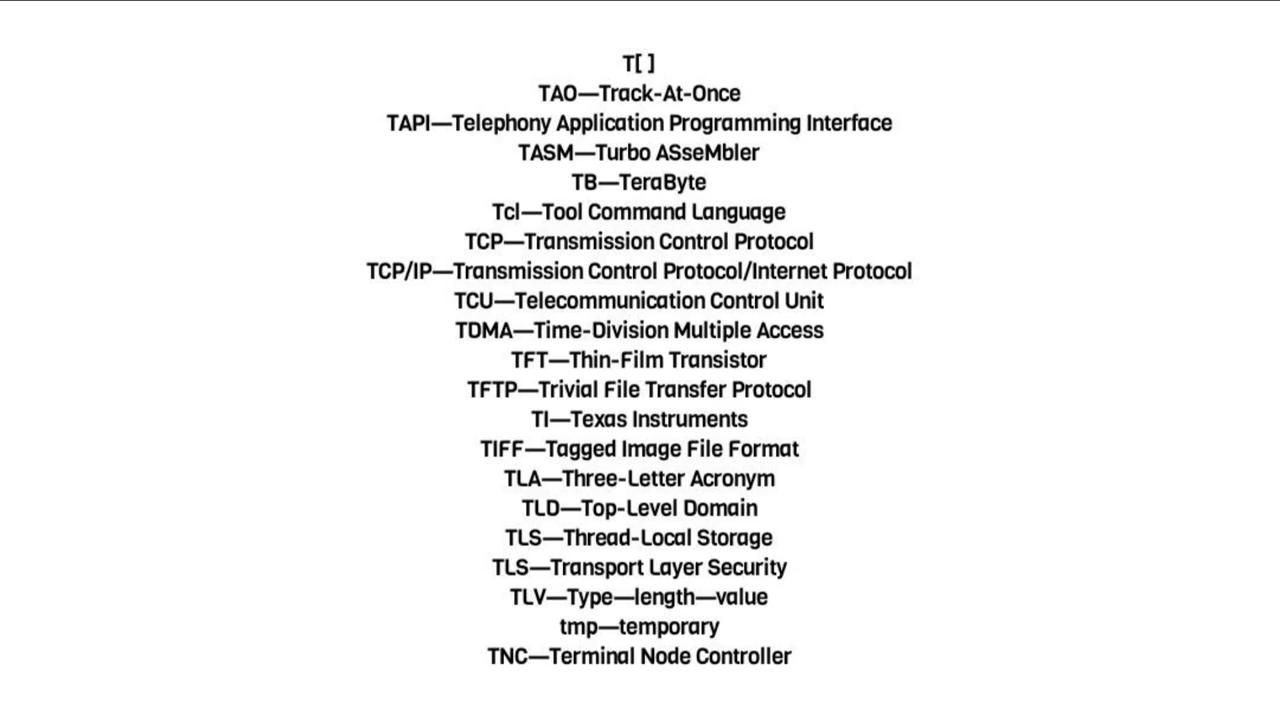 T[ ]
TAO—Track-At-Once
TAPI—Telephony Application Programming Interface
TASM—Turbo ASseMbler
TB—TeraByte
Tcl—Tool Command Language
TCP—Transmission Control Protocol
TCP/IP—Transmission Control Protocol/Internet Protocol
TCU—Telecommunication Control Unit
TDMA—Time-Division Multiple Access
TFT—Thin-Film Transistor
TFTP—Trivial File Transfer Protocol
TI—Texas Instruments
TIFF—Tagged Image File Format
TLA—Three-Letter Acronym
TLD—Top-Level Domain
TLS—Thread-Local Storage
TLS—Transport Layer Security
TLV—Type—length—value
tmp—temporary
TNC—Terminal Node Controller